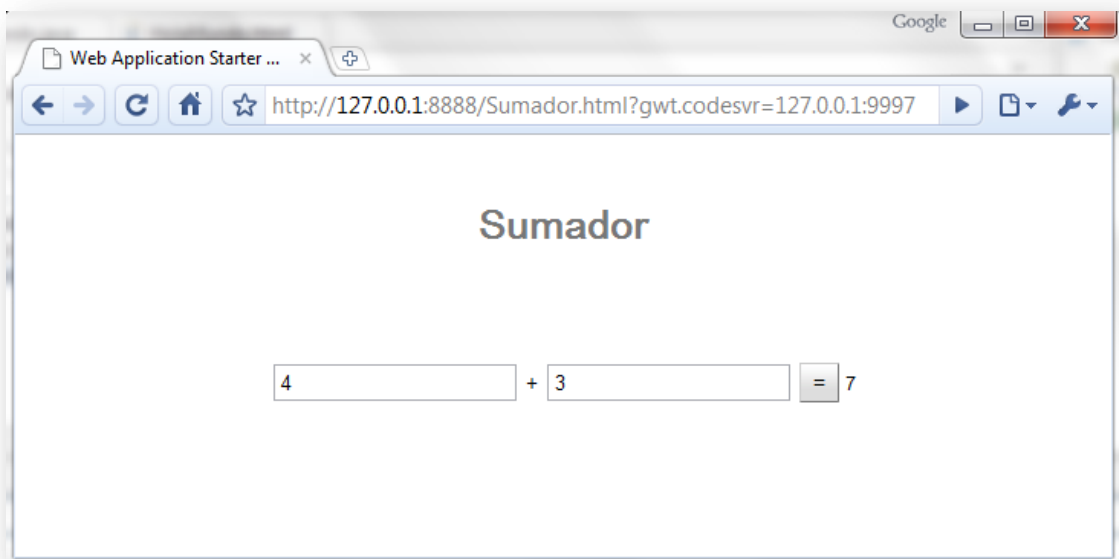 Google
Web Application Starter ...
http://127.0.0.1:8888/Sumador.html?gwt.codesvr=127.0.0.1:9997
Sumador
4 + 3 = 7